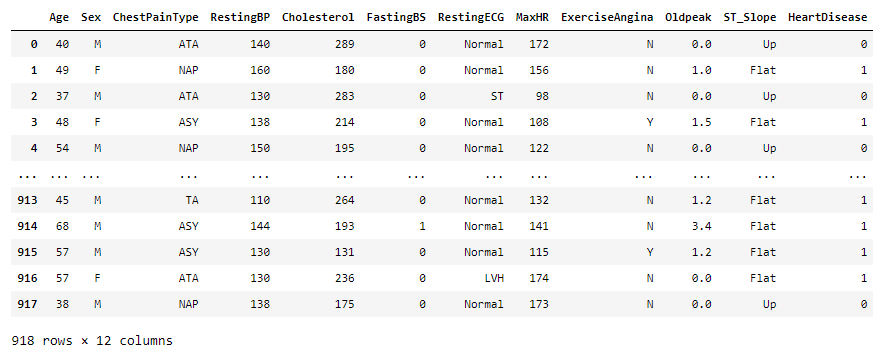 Age Sex ChestPainType RestingBP Cholesterol FastingBS RestingECG MaxHR ExerciseAngina Oldpeak ST_Slope HeartDisease
0 40 M ATA 140 289 0 Normal 172 N 0.0 Up 0
1 49 F NAP 160 180 0 Normal 156 N 1.0 Flat 1
2 37 M ATA 130 283 0 ST 98 N 0.0 Up 0
3 48 F ASY 138 214 0 Normal 108 Y 1.5 Flat 1
4 54 M NAP 150 195 0 Normal 122 N 0.0 Up 0
... ... ... ... ... ... ... ... ... ... ... ... ...
913 45 M TA 110 264 0 Normal 132 N 1.2 Flat 1
914 68 M ASY 144 193 1 Normal 141 N 3.4 Flat 1
915 57 M ASY 130 131 0 Normal 115 Y 1.2 Flat 1
916 57 F ATA 130 236 0 LVH 174 N 0.0 Flat 1
917 38 M NAP 138 175 0 Normal 173 N 0.0 Up 0
918 rows × 12 columns